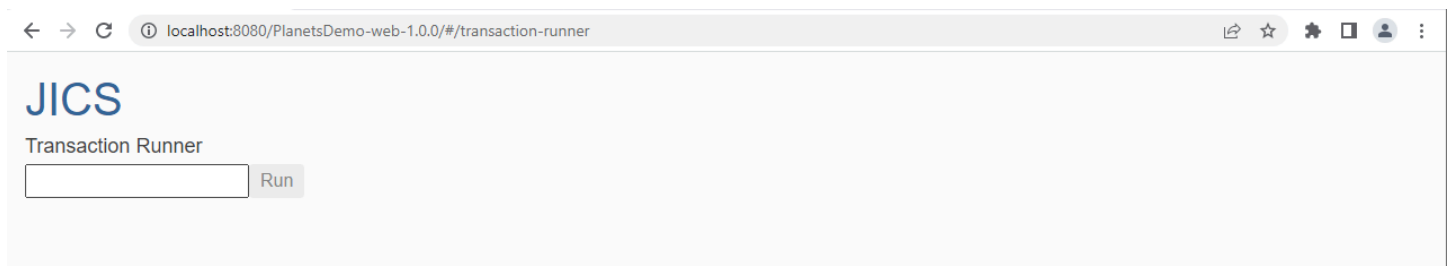 localhost:8080/PlanetsDemo-web-1.0.0/#/transaction-runner
JICS
Transaction Runner
Run